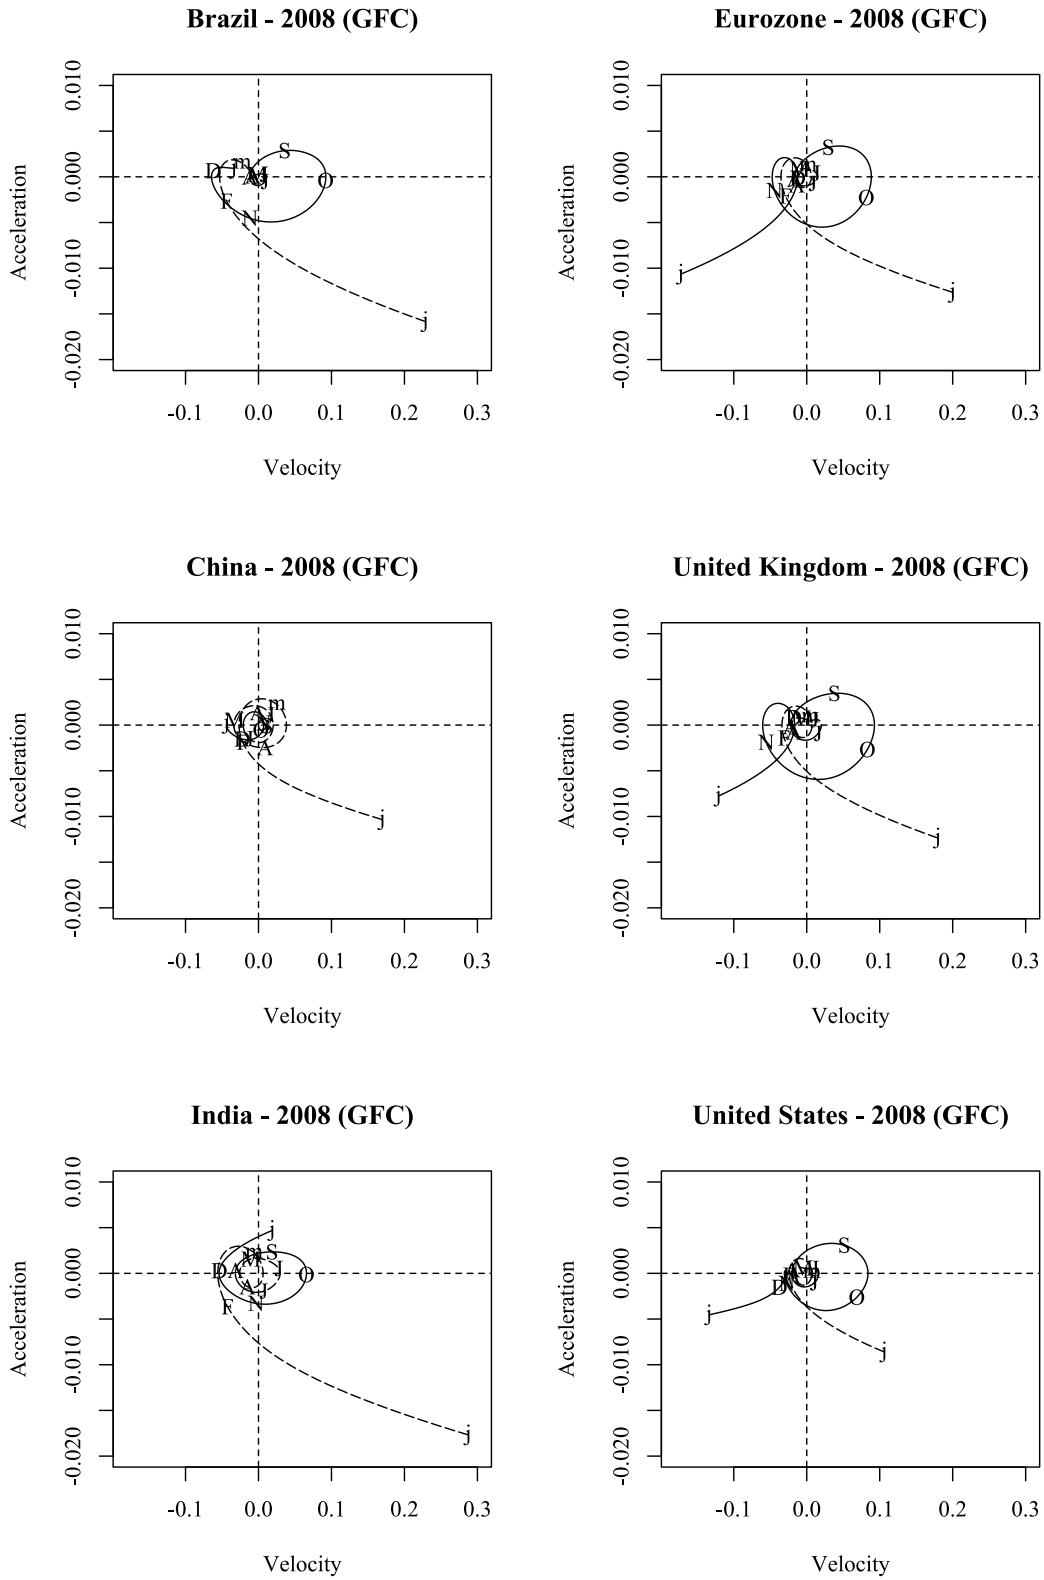 Brazil - 2008 (GFC)
Eurozone - 2008 (GFC)
Acceleration
0.010
0.000
-0.010
-0.020
D
j
m
S
M
A
J
O
F
N
j
-0.1 0.0 0.1 0.2 0.3
Velocity
Acceleration
0.010
0.000
-0.010
-0.020
S
m
J
N
F
A
O
j
j
-0.1 0.0 0.1 0.2 0.3
Velocity
China - 2008 (GFC)
United Kingdom - 2008 (GFC)
Acceleration
0.010
0.000
-0.010
-0.020
m
M
A
j
D
A
j
-0.1 0.0 0.1 0.2 0.3
Velocity
Acceleration
0.010
0.000
-0.010
-0.020
S
D
N
F
J
O
j
j
-0.1 0.0 0.1 0.2 0.3
Velocity
India - 2008 (GFC)
United States - 2008 (GFC)
Acceleration
0.010
0.000
-0.010
-0.020
j
m
S
M
D
A
J
O
A
J
F
N
j
-0.1 0.0 0.1 0.2 0.3
Velocity
Acceleration
0.010
0.000
-0.010
-0.020
S
D
J
O
j
j
-0.1 0.0 0.1 0.2 0.3
Velocity